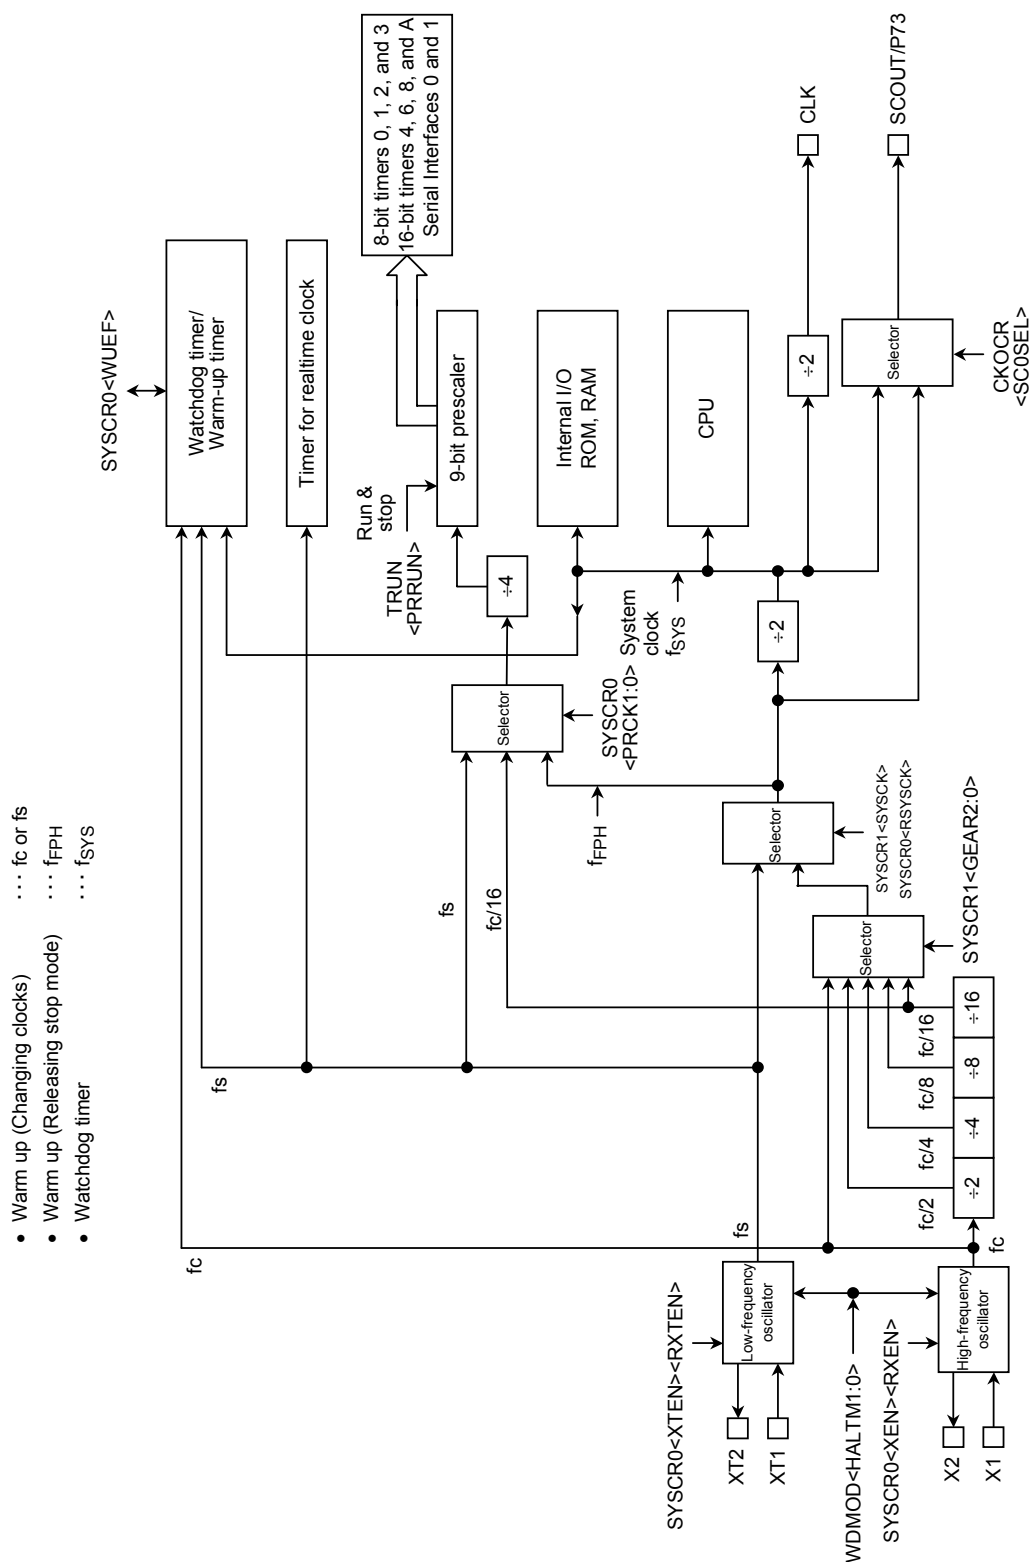 • Warm up (Changing clocks) ··· fc or fs
• Warm up (Releasing stop mode) ··· fFPH
• Watchdog timer ··· fSYS
SYSCR0<WUEF>
Watchdog timer/
Warm-up timer
Timer for realtime clock
8-bit timers 0, 1, 2, and 3
16-bit timers 4, 6, 8, and A
Serial Interfaces 0 and 1
Run &
stop
TRUN
<PRRUN>
9-bit prescaler
÷4
Internal I/O
ROM, RAM
CPU
System
clock
fSYS
÷2
÷2
CLK
SCOUT/P73
Selector
CKOCR
<SC0SEL>
Selector
SYSCR0
<PRCK1:0>
fs
fc/16
fFPH
Selector
SYSCR1<SYSCK>
SYSCR0<RSYSCK>
Selector
SYSCR1<GEAR2:0>
fc
fs
fs
fc/2
fc/4
fc/8
fc/16
÷2
÷4
÷8
÷16
fc
SYSCR0<XTEN><RXTEN>
Low-frequency
oscillator
XT2
XT1
WDMOD<HALTM1:0>
SYSCR0<XEN><RXEN>
High-frequency
oscillator
X2
X1